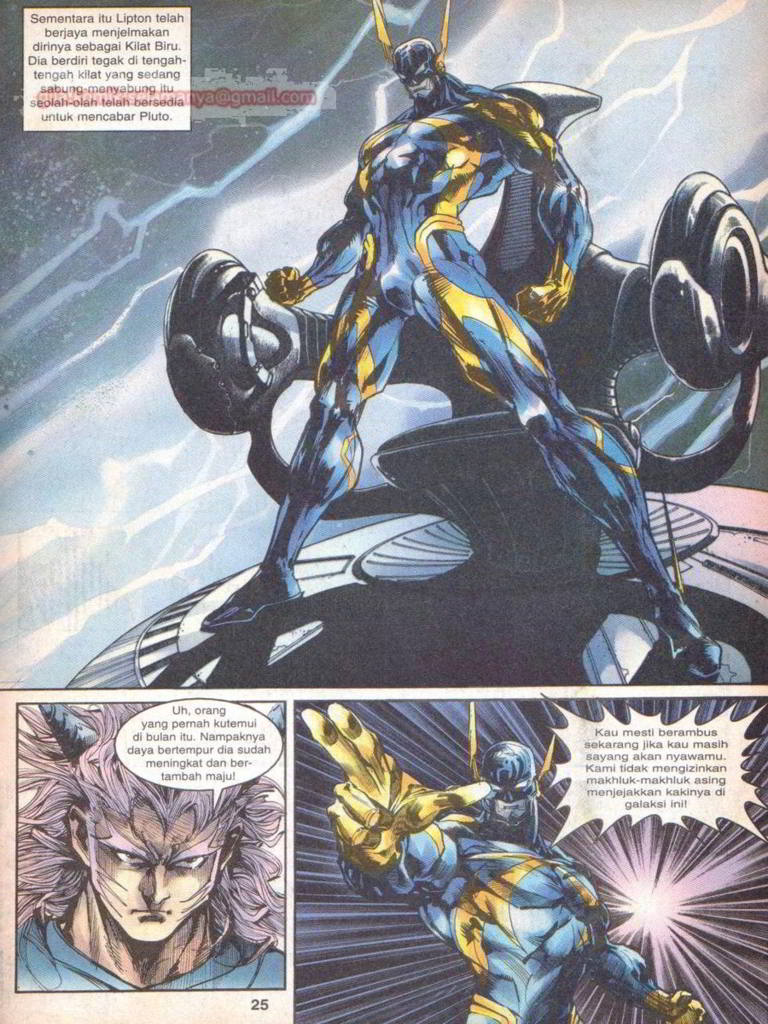 Sementara itu Lipton telah
berjaya menjelmakan
dirinya sebagai Kilat Biru.
Dia berdiri tegak di tengah-
tengah kilat yang sedang
sabung-menyabung itu
seolah-olah telah bersedia
untuk mencabar Pluto.
anya@gmail.com
Uh, orang
yang pernah kutemui
di bulan itu. Nampaknya
daya bertempur dia sudah
meningkat dan ber-
tambah maju!
Kau mesti berambus
sekarang jika kau masih
sayang akan nyawamu.
Kami tidak mengizinkan
makhluk-makhluk asing
menjejakkan kakinya di
galaksi ini!
25